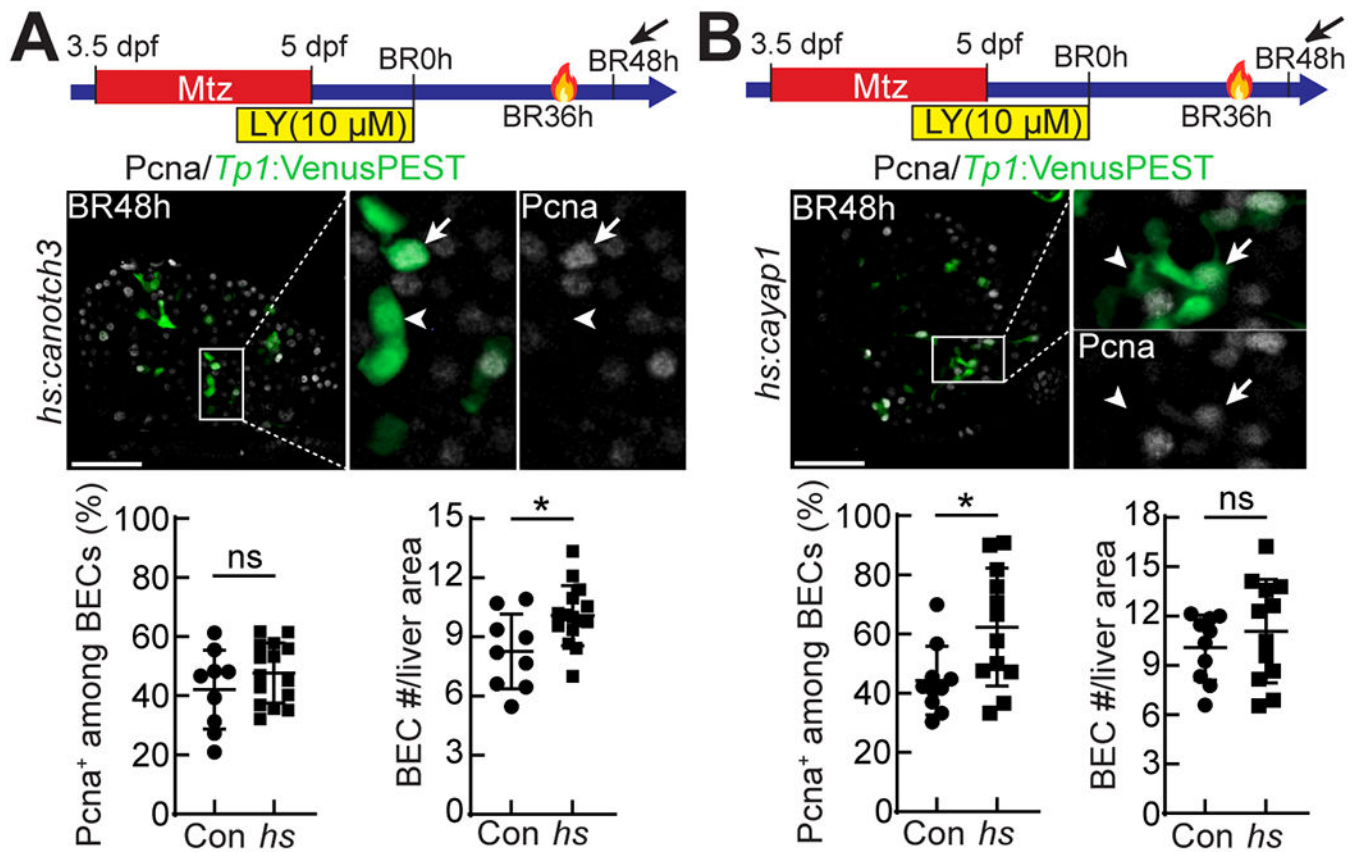 A
3.5 dpf
5 dpf
BR0h
BR48h
Mtz
LY(10 μM)
BR36h
Pcna/Tp1:VenusPEST
hs:canotch3
BR48h
Pcna
Pcna⁺ among BECs (%)
100
80
60
40
20
0
ns
Con hs
BEC #/liver area
15
12
9
6
3
0
*
Con hs
B
3.5 dpf
5 dpf
BR0h
BR48h
Mtz
LY(10 μM)
BR36h
Pcna/Tp1:VenusPEST
hs:cayap1
BR48h
Pcna
Pcna⁺ among BECs (%)
100
80
60
40
20
0
*
Con hs
BEC #/liver area
18
15
12
9
6
3
0
ns
Con hs